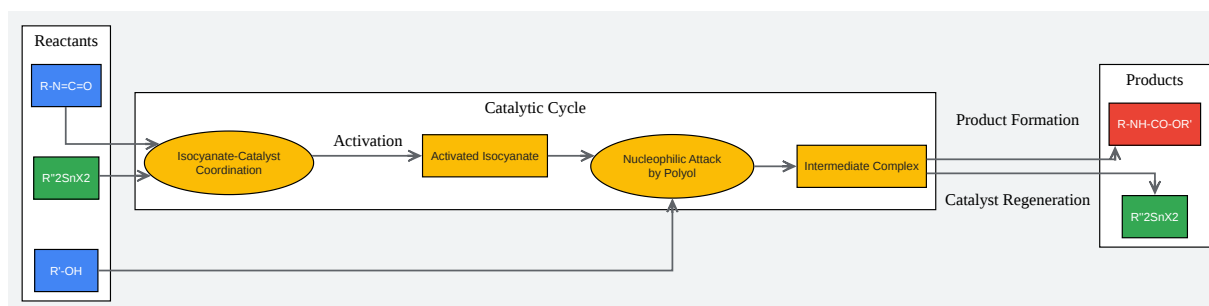 Reactants
R-N=C=O
R"2SnX2
R'-OH
Catalytic Cycle
Isocyanate-Catalyst
Coordination
Activation
Activated Isocyanate
Nucleophilic Attack
by Polyol
Intermediate Complex
Product Formation
Catalyst Regeneration
Products
R-NH-CO-OR'
R"2SnX2